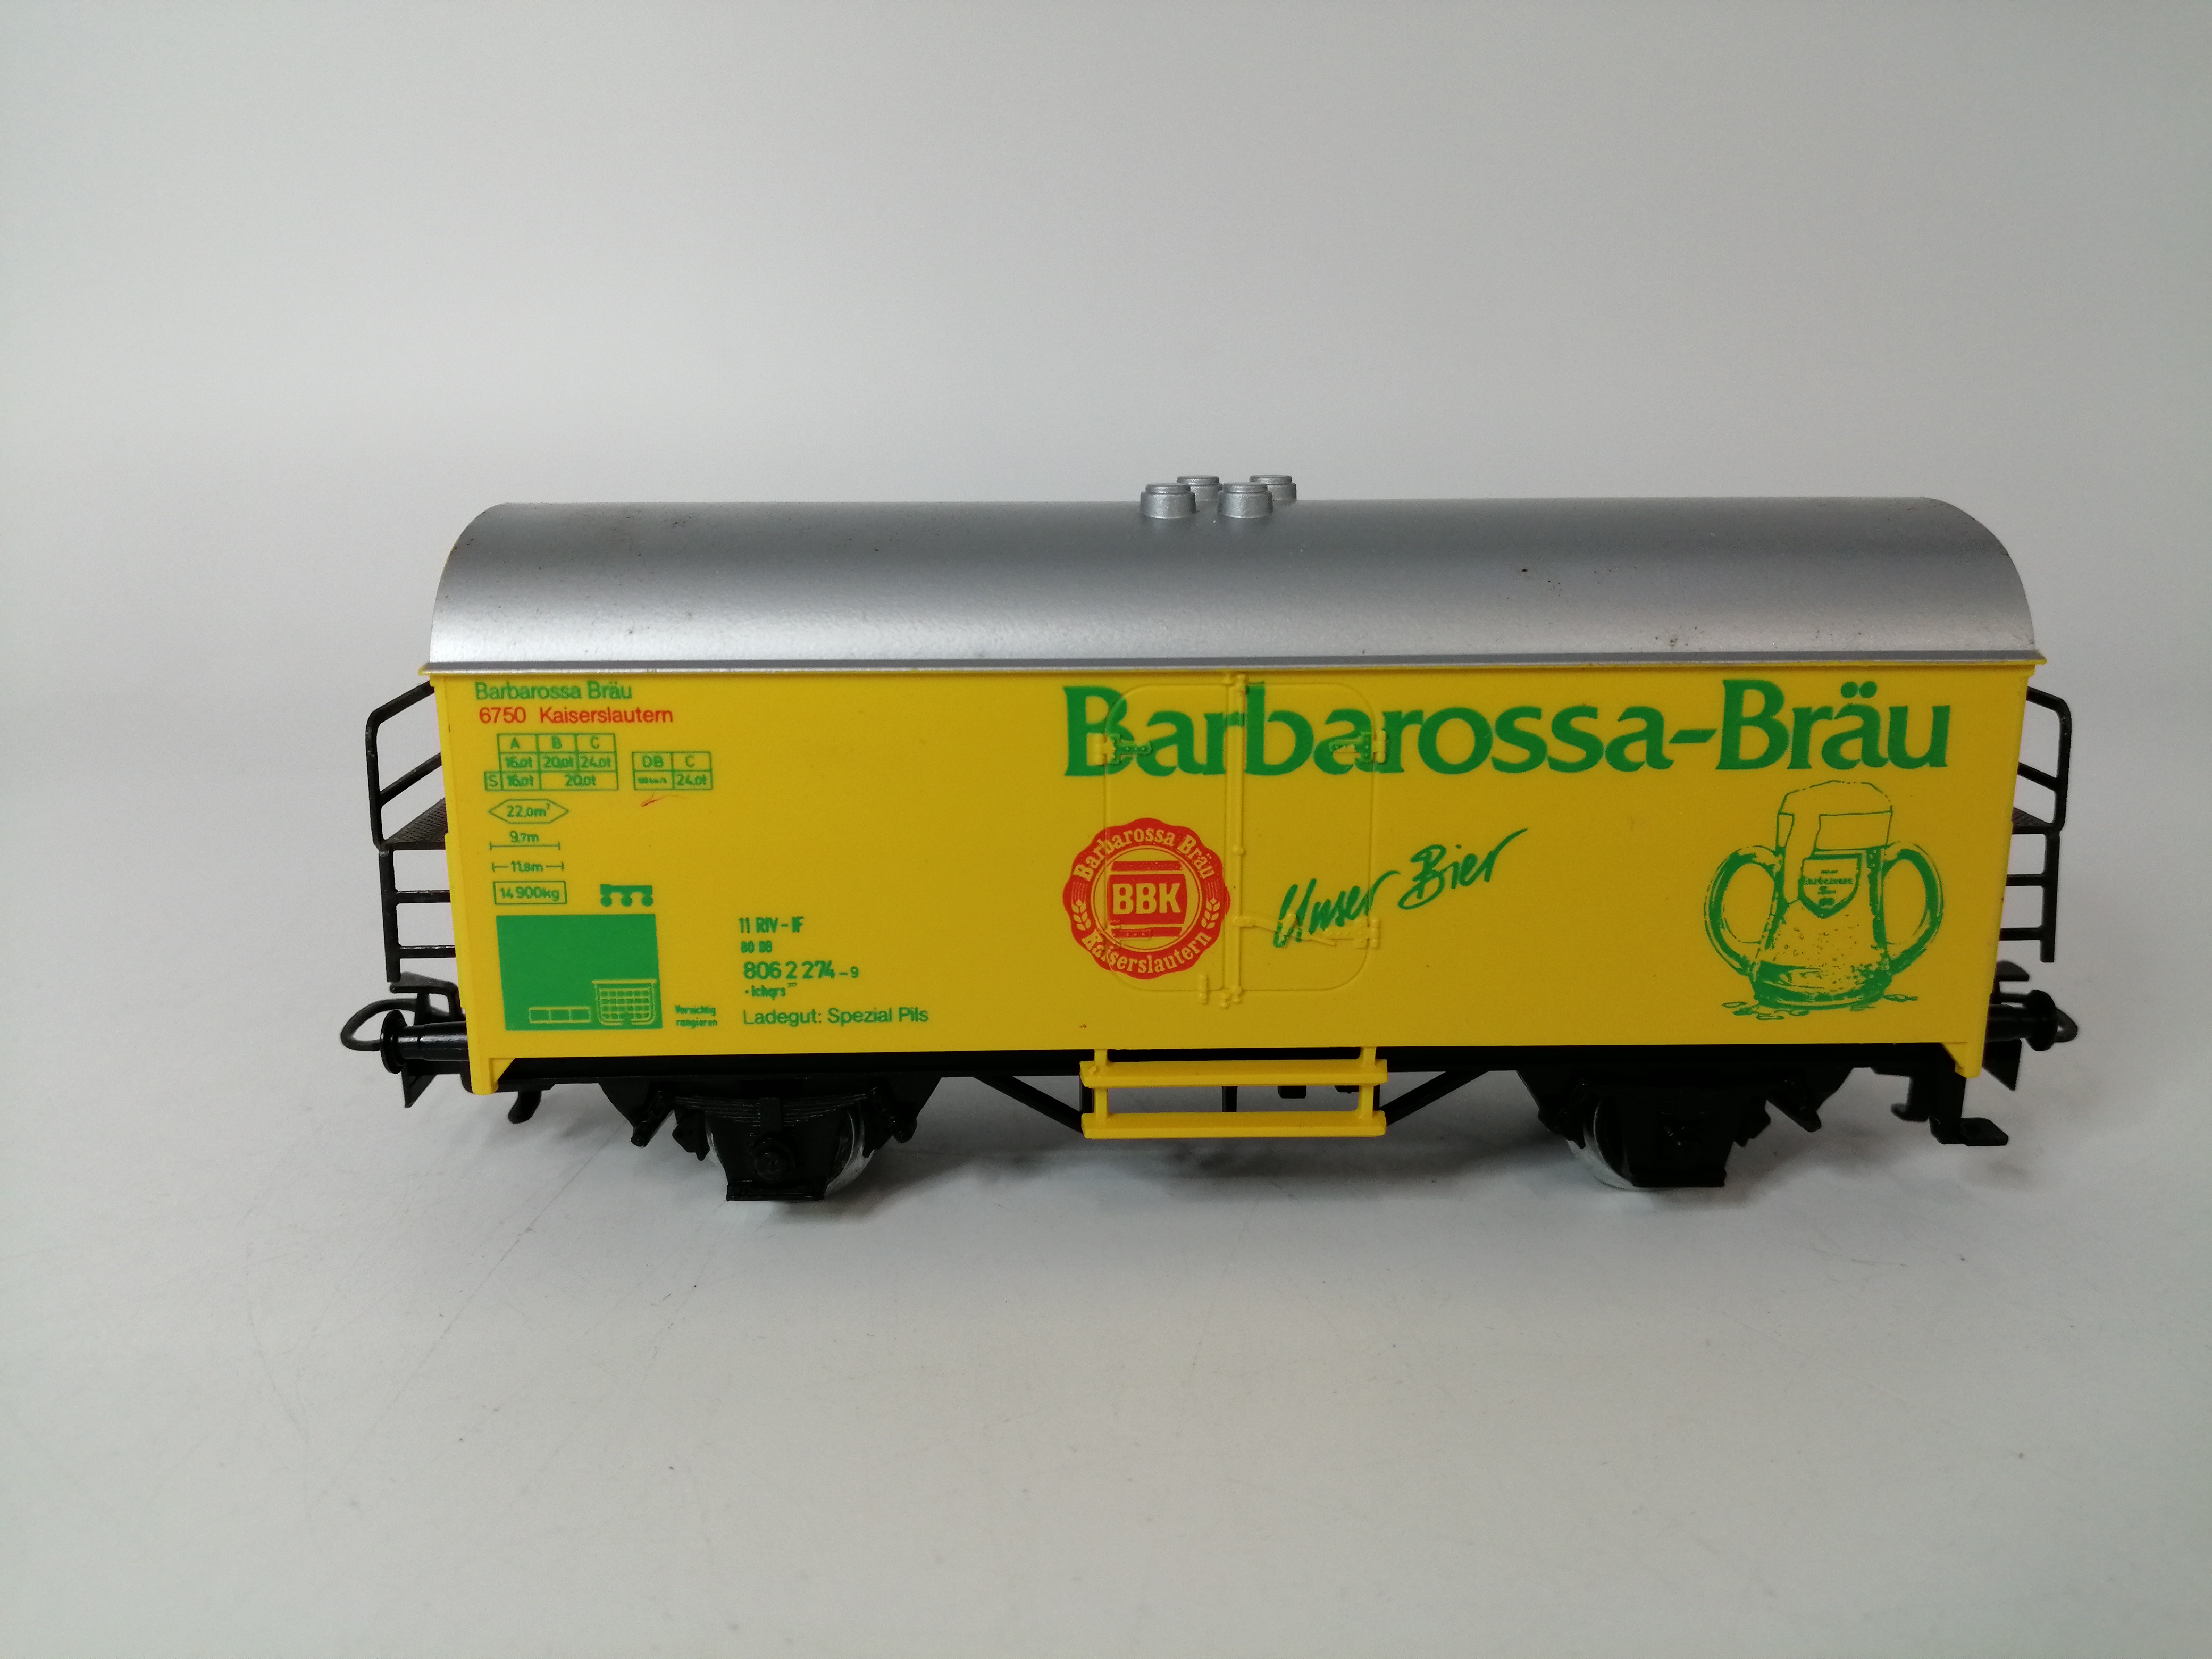 Barbarossa Bräu
6750 Kaiserslautern
A B C
16,0t 20,0t 24,0t
S 16,0t 20,0t
DB C
24,0t
22,0m²
9,7m
11,8m
14 900kg
11 RIV-IF
80 DB
806 2 274-9
Ladegut: Spezial Pils
Vorsichtig
rangieren
Barbarossa-Bräu
Barbarossa Bräu
BBK
Kaiserslautern
Unser Bier